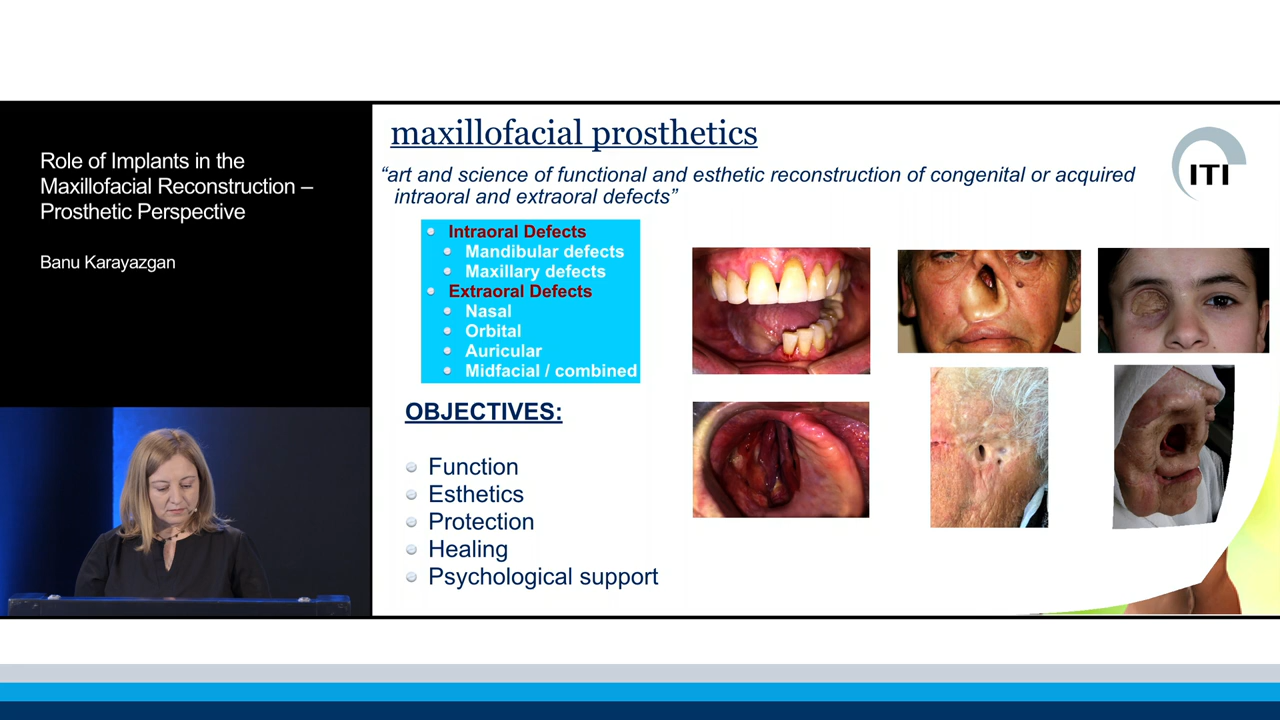 Role of Implants in the
Maxillofacial Reconstruction –
Prosthetic Perspective
Banu Karayazgan
maxillofacial prosthetics
ITI
“art and science of functional and esthetic reconstruction of congenital or acquired
intraoral and extraoral defects”
Intraoral Defects
Mandibular defects
Maxillary defects
Extraoral Defects
Nasal
Orbital
Auricular
Midfacial / combined
OBJECTIVES:
Function
Esthetics
Protection
Healing
Psychological support